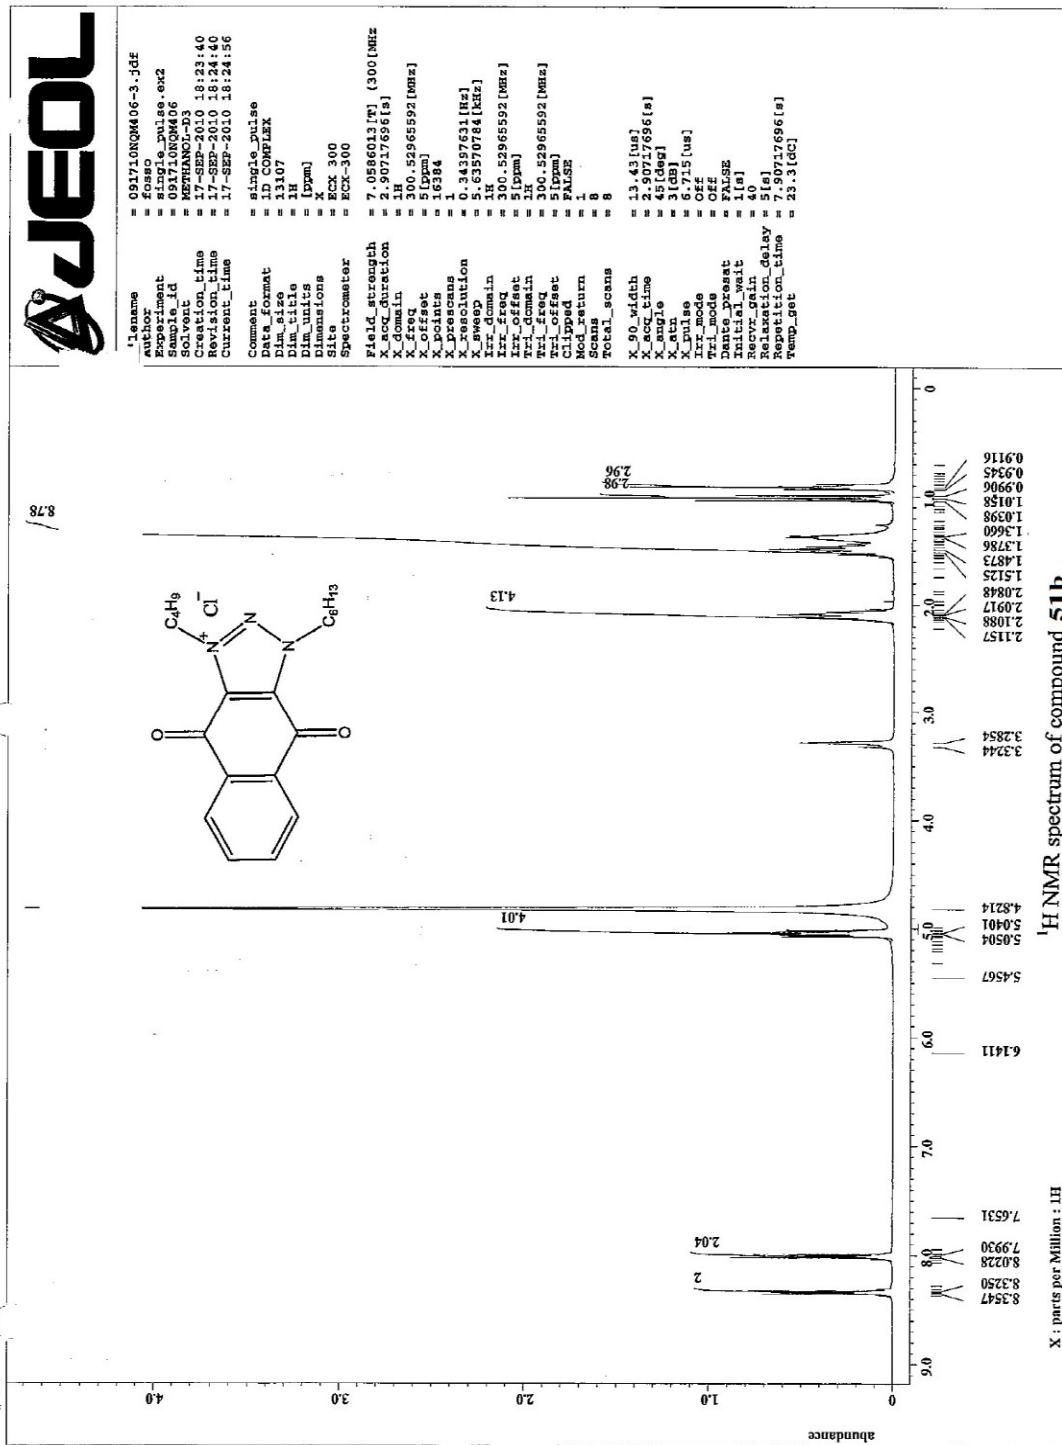 JEOL
'lename = 091710NQM406-3.jdf
author = fosso
Experiment = single_pulse.ex2
Sample_id = 091710NQM406
Solvent = METHANOL-D3
Creation_time = 17-SEP-2010 18:23:40
Revision_time = 17-SEP-2010 18:24:40
Current_time = 17-SEP-2010 18:24:56
Comment = single_pulse
Data_format = 1D COMPLEX
Dim_size = 13107
Dim_title = 1H
Dim_units = [ppm]
Dimensions = X
Site = ECX 300
Spectrometer = ECX-300
Field_strength = 7.0586013[T] (300[MHz
X_acq_duration = 2.90717696[s]
X_domain = 1H
X_freq = 300.52965592[MHz]
X_offset = 5[ppm]
X_points = 16384
X_prescans = 1
X_resolution = 0.34397631[Hz]
X_sweep = 5.63570784[kHz]
Irr_domain = 1H
Irr_freq = 300.52965592[MHz]
Irr_offset = 5[ppm]
Tri_domain = 1H
Tri_freq = 300.52965592[MHz]
Tri_offset = 5[ppm]
Clipped = FALSE
Mod_return = 1
Scans = 8
Total_scans = 8
X_90_width = 13.43[us]
X_acq_time = 2.90717696[s]
X_angle = 45[deg]
X_atn = 3[dB]
X_pulse = 6.715[us]
Irr_mode = Off
Tri_mode = Off
Dante_presat = FALSE
Initial_wait = 1[s]
Recvr_gain = 40
Relaxation_delay = 5[s]
Repetition_time = 7.90717696[s]
Temp_get = 23.3[dC]
8.78
C4H9
Cl−
N+
N
N
C6H13
O
O
2
2.04
4.01
4.13
2.98
2.96
abundance
0 1.0 2.0 3.0 4.0
9.0 8.0 7.0 6.0 5.0 4.0 3.0 2.0 1.0 0
8.3547
8.3250
8.0228
7.9930
7.6531
6.1411
5.4567
5.0504
5.0401
4.8214
3.3244
3.2854
2.1157
2.1088
2.0917
2.0848
1.5125
1.4873
1.3786
1.3660
1.0398
1.0158
0.9906
0.9345
0.9116
X : parts per Million : 1H
1H NMR spectrum of compound 51b